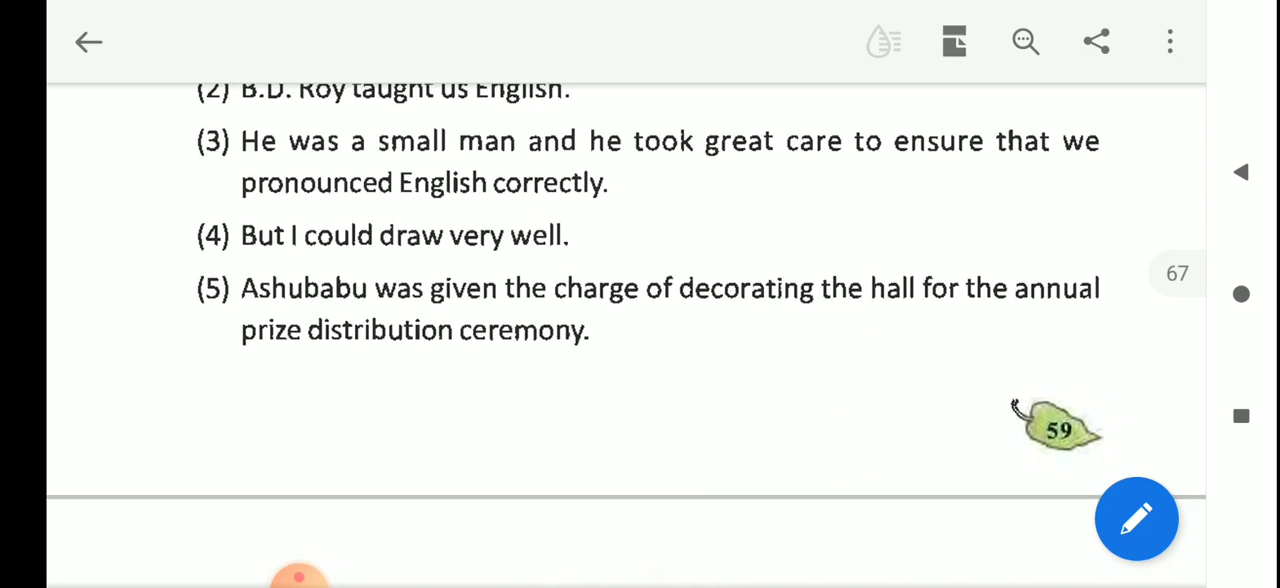 (2) B.D. Roy taught us English.
(3) He was a small man and he took great care to ensure that we
pronounced English correctly.
(4) But I could draw very well.
67
(5) Ashubabu was given the charge of decorating the hall for the annual
prize distribution ceremony.
59